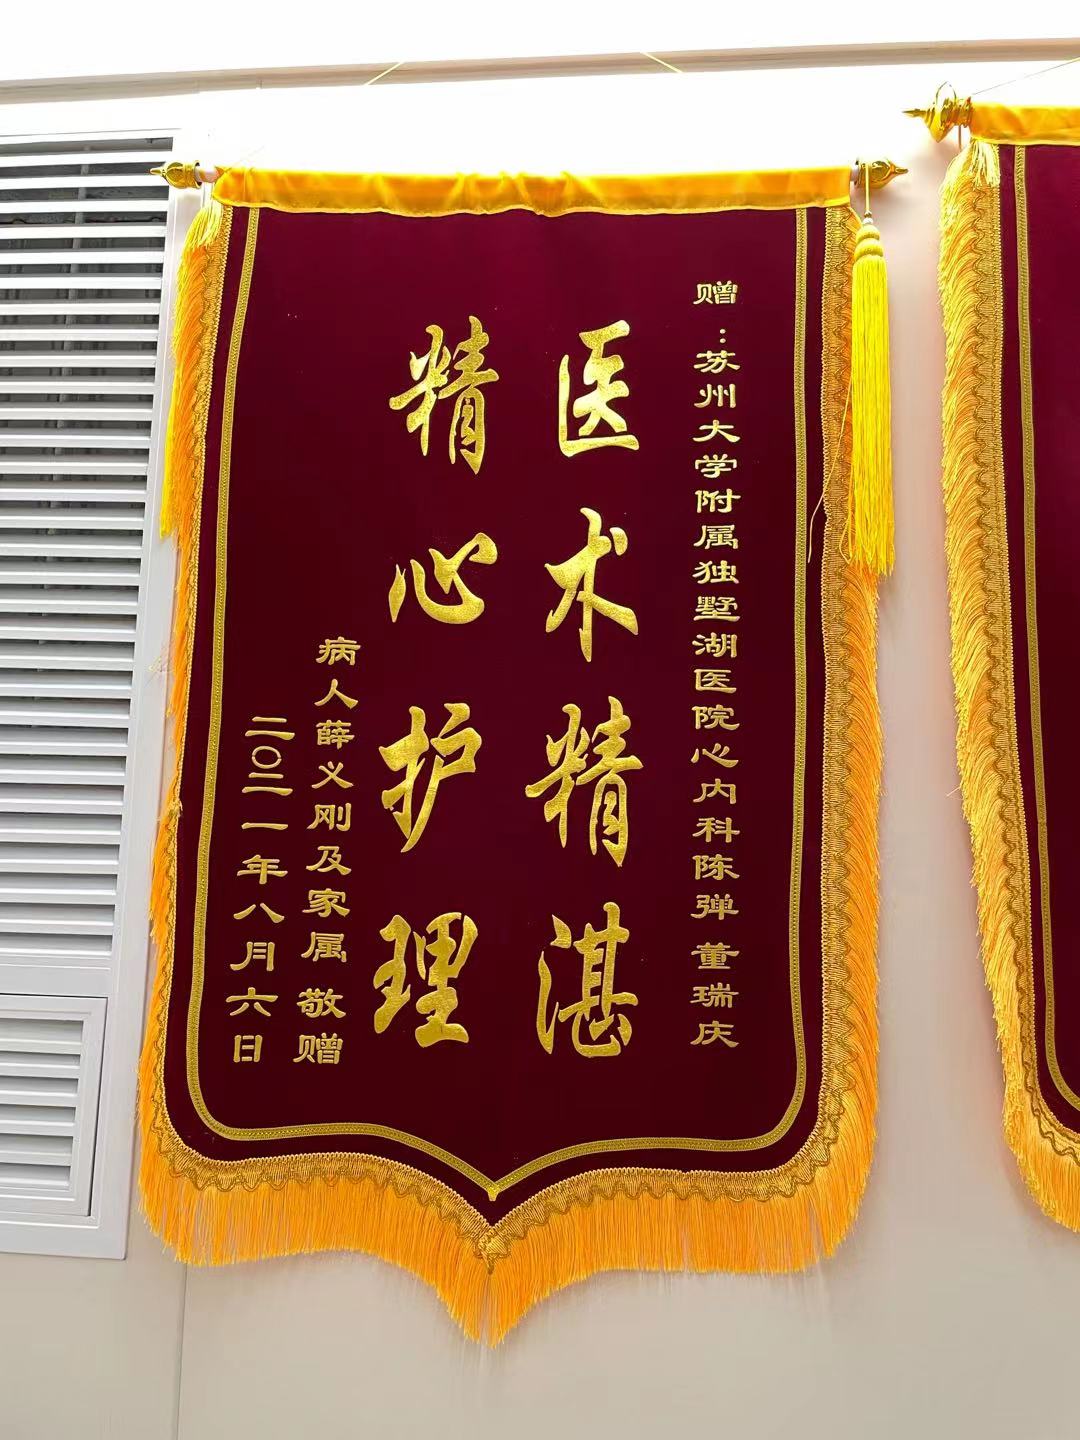 赠：苏州大学附属独墅湖医院心内科陈弹 董瑞庆
医术精湛
精心护理
病人薛义刚及家属 敬赠
二〇二一年八月六日